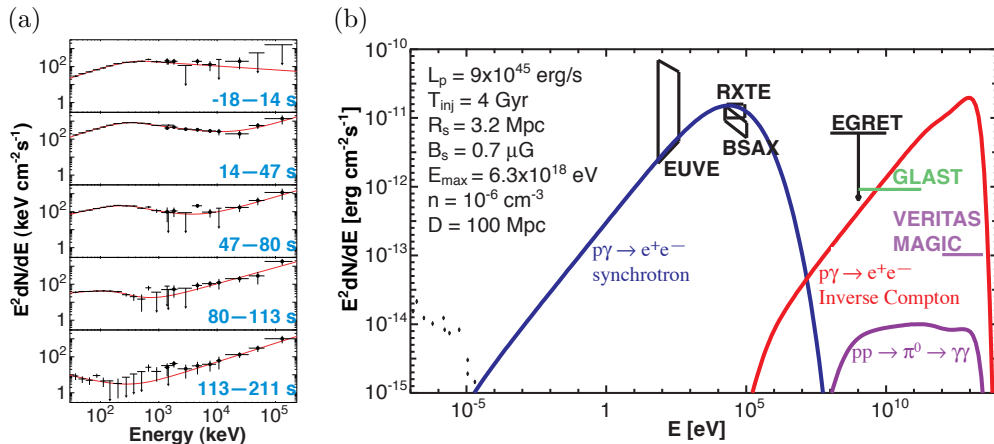 (a)
10²
1
-18—14 s
10²
1
14—47 s
10²
1
47—80 s
10²
1
80—113 s
10²
1
113—211 s
10² 10³ 10⁴ 10⁵
Energy (keV)
E²dN/dE (keV cm⁻²s⁻¹)
(b)
10⁻¹⁰
10⁻¹¹
10⁻¹²
10⁻¹³
10⁻¹⁴
10⁻¹⁵
E²dN/dE [erg cm⁻²s⁻¹]
Lₚ = 9x10⁴⁵ erg/s
T_inj = 4 Gyr
R_s = 3.2 Mpc
B_s = 0.7 μG
E_max = 6.3x10¹⁸ eV
n = 10⁻⁶ cm⁻³
D = 100 Mpc
EUVE
RXTE
BSAX
EGRET
GLAST
VERITAS
MAGIC
pγ → e⁺e⁻
synchrotron
pγ → e⁺e⁻
Inverse Compton
pp → π⁰ → γγ
10⁻⁵ 1 10⁵ 10¹⁰
E [eV]